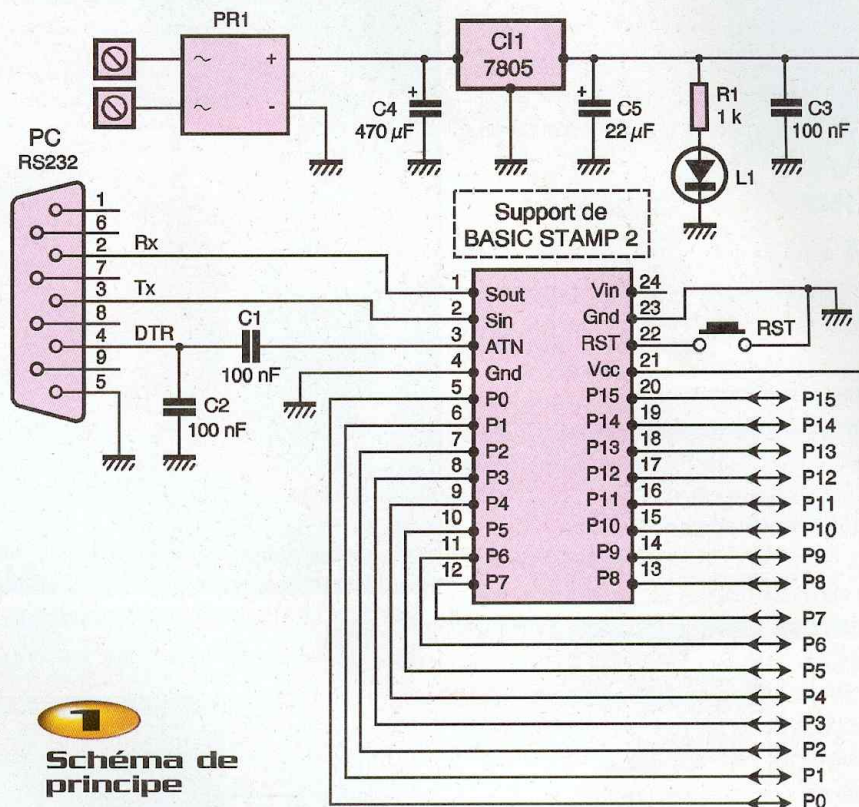 PR1
~ +
~ -
CI1
7805
+
C4
470 µF
+
C5
22 µF
R1
1 k
L1
C3
100 nF
PC
RS232
1
6
2
7
3
8
4
9
5
Rx
Tx
DTR
C1
100 nF
C2
100 nF
Support de
BASIC STAMP 2
1 Sout
2 Sin
3 ATN
4 Gnd
5 P0
6 P1
7 P2
8 P3
9 P4
10 P5
11 P6
12 P7
Vin 24
Gnd 23
RST 22
Vcc 21
P15 20
P14 19
P13 18
P12 17
P11 16
P10 15
P9 14
P8 13
RST
P15
P14
P13
P12
P11
P10
P9
P8
P7
P6
P5
P4
P3
P2
P1
P0
1
Schéma de
principe